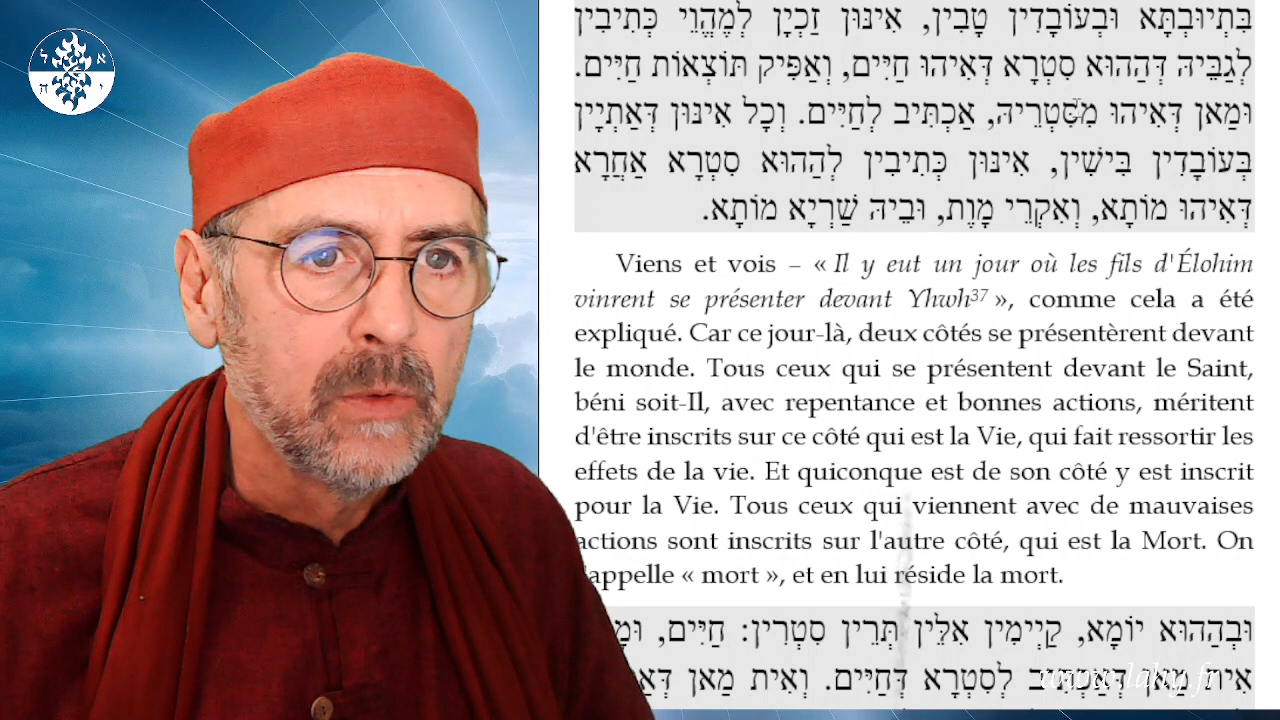 א
ל
י
ה
בִּתְיוּבְתָּא וּבְעוֹבָדִין טָבִין, אִינּוּן זַכְיָן לְמֶהֱוֵי כְּתִיבִין
לְגַבֵּיהּ דְּהַהוּא סִטְרָא דְּאִיהוּ חַיִּים, וְאַפִּיק תּוֹצְאוֹת חַיִּים.
וּמַאן דְּאִיהוּ מִסִּטְרֵיהּ, אַכְתִּיב לְחַיִּים. וְכָל אִינּוּן דְּאַתְיָין
בְּעוֹבָדִין בִּישִׁין, אִינּוּן כְּתִיבִין לְהַהוּא סִטְרָא אַחֲרָא
דְּאִיהוּ מוֹתָא, וְאִקְרֵי מָוֶת, וּבֵיהּ שַׁרְיָא מוֹתָא.
Viens et vois – « Il y eut un jour où les fils d'Élohim
vinrent se présenter devant Yhwh37 », comme cela a été
expliqué. Car ce jour-là, deux côtés se présentèrent devant
le monde. Tous ceux qui se présentent devant le Saint,
béni soit-Il, avec repentance et bonnes actions, méritent
d'être inscrits sur ce côté qui est la Vie, qui fait ressortir les
effets de la vie. Et quiconque est de son côté y est inscrit
pour la Vie. Tous ceux qui viennent avec de mauvaises
actions sont inscrits sur l'autre côté, qui est la Mort. On
'appelle « mort », et en lui réside la mort.
וּבְהַהוּא יוֹמָא, קַיְימִין אִלֵּין תְּרֵין סִטְרִין: חַיִּים,
אִית מַאן דְּאַכְתִּב לְסִטְרָא דְּחַיִּים. וְאִית מַאן
www.lahy.fr